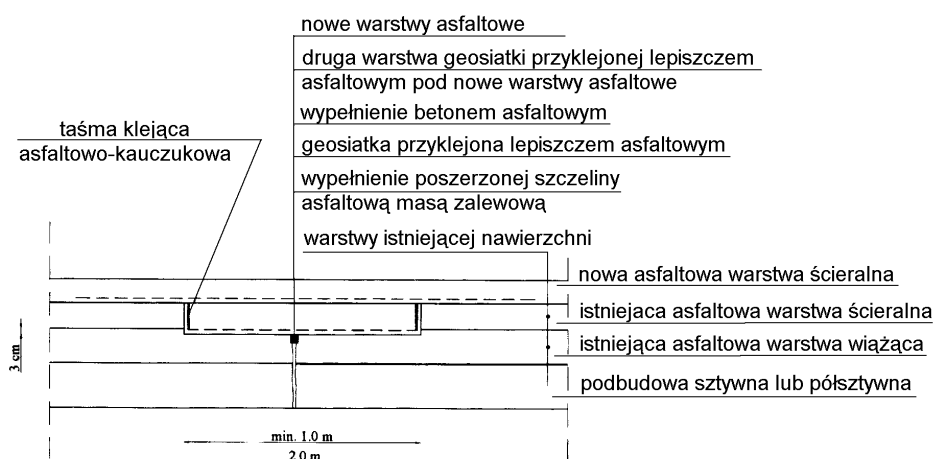 nowe warstwy asfaltowe
druga warstwa geosiatki przyklejonej lepiszczem
asfaltowym pod nowe warstwy asfaltowe
wypełnienie betonem asfaltowym
taśma klejąca
asfaltowo-kauczukowa
geosiatka przyklejona lepiszczem asfaltowym
wypełnienie poszerzonej szczeliny
asfaltową masą zalewową
warstwy istniejącej nawierzchni
nowa asfaltowa warstwa ścieralna
istniejaca asfaltowa warstwa ścieralna
istniejąca asfaltowa warstwa wiążąca
podbudowa sztywna lub półsztywna
3 cm
min. 1.0 m
2.0 m